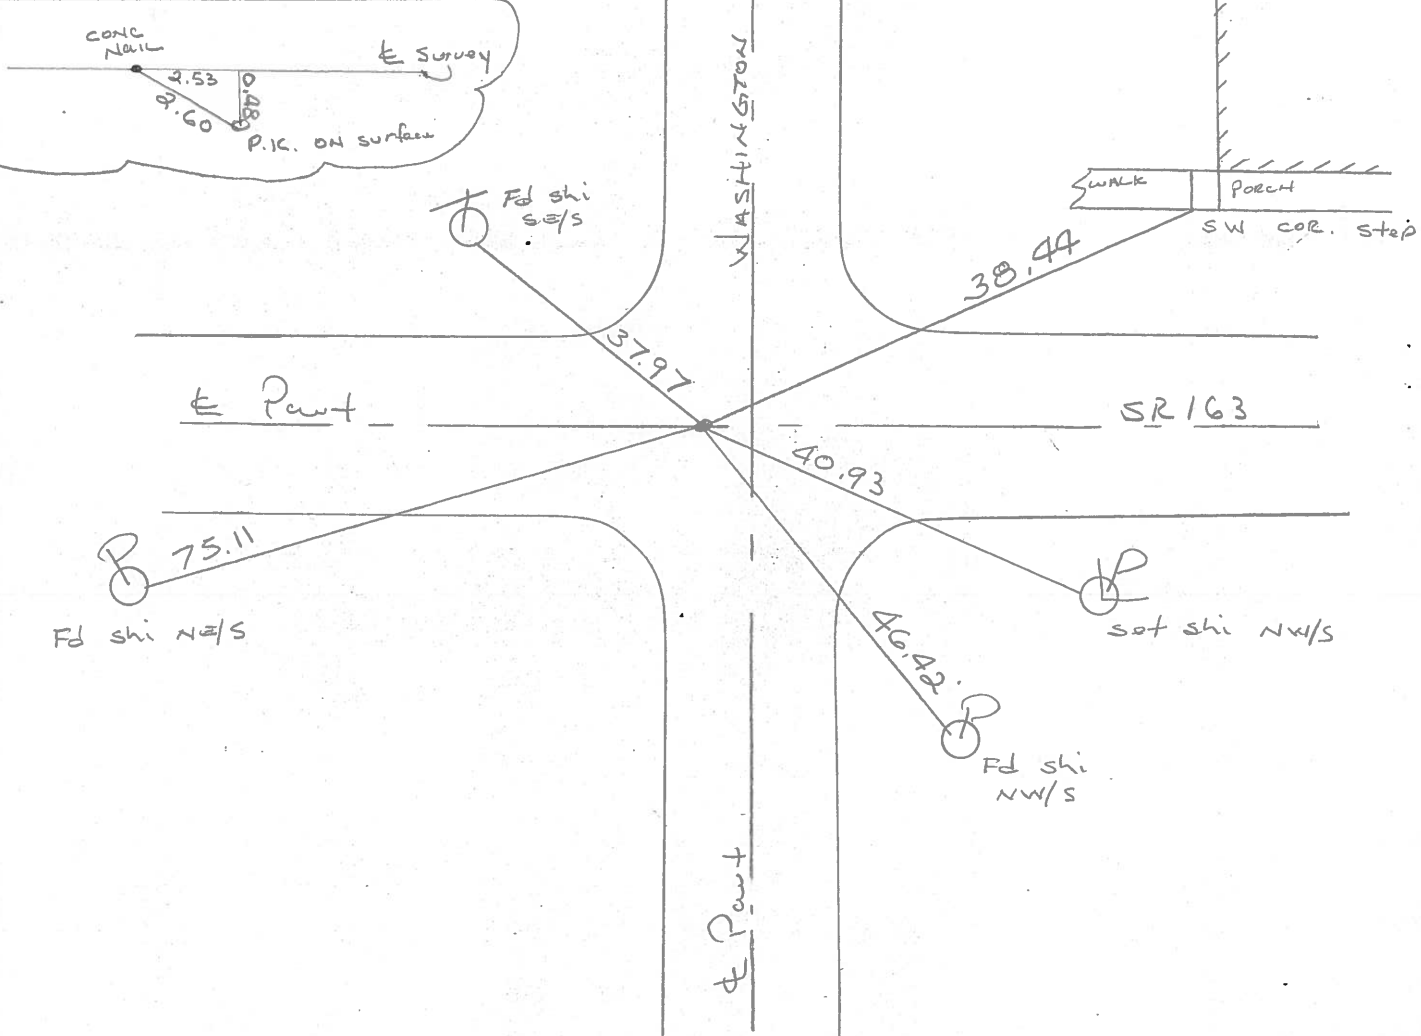 CONC
NAIL
℄ Survey
2.53
0.48
2.60
P.K. ON surface
WASHINGTON
Fd shi
SE/S
WALK
PORCH
SW COR. Step
38.44
37.97
℄ Pavt
SR 163
40.93
75.11
Fd shi NE/S
Set shi NW/S
46.42
Fd shi
NW/S
℄ Pavt